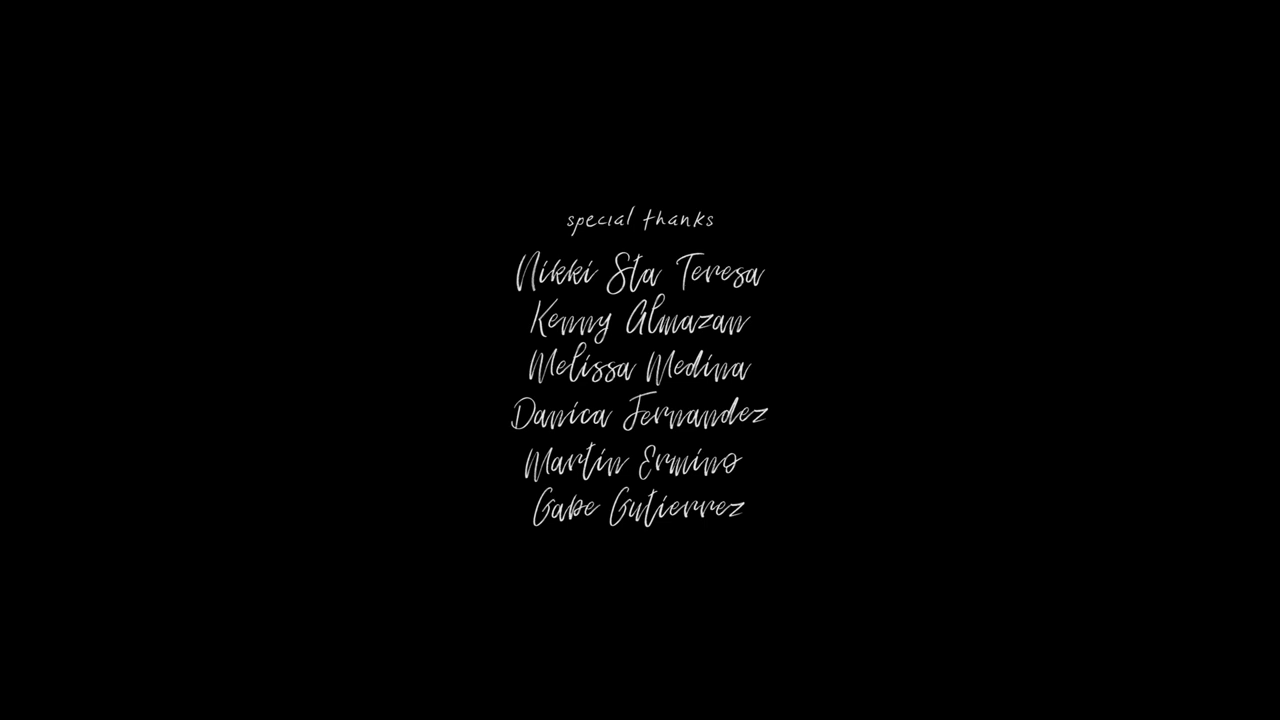 special thanks
Nikki Sta Teresa
Kenny Almazan
Melissa Medina
Danica Fernandez
Martin Ermino
Gabe Gutierrez